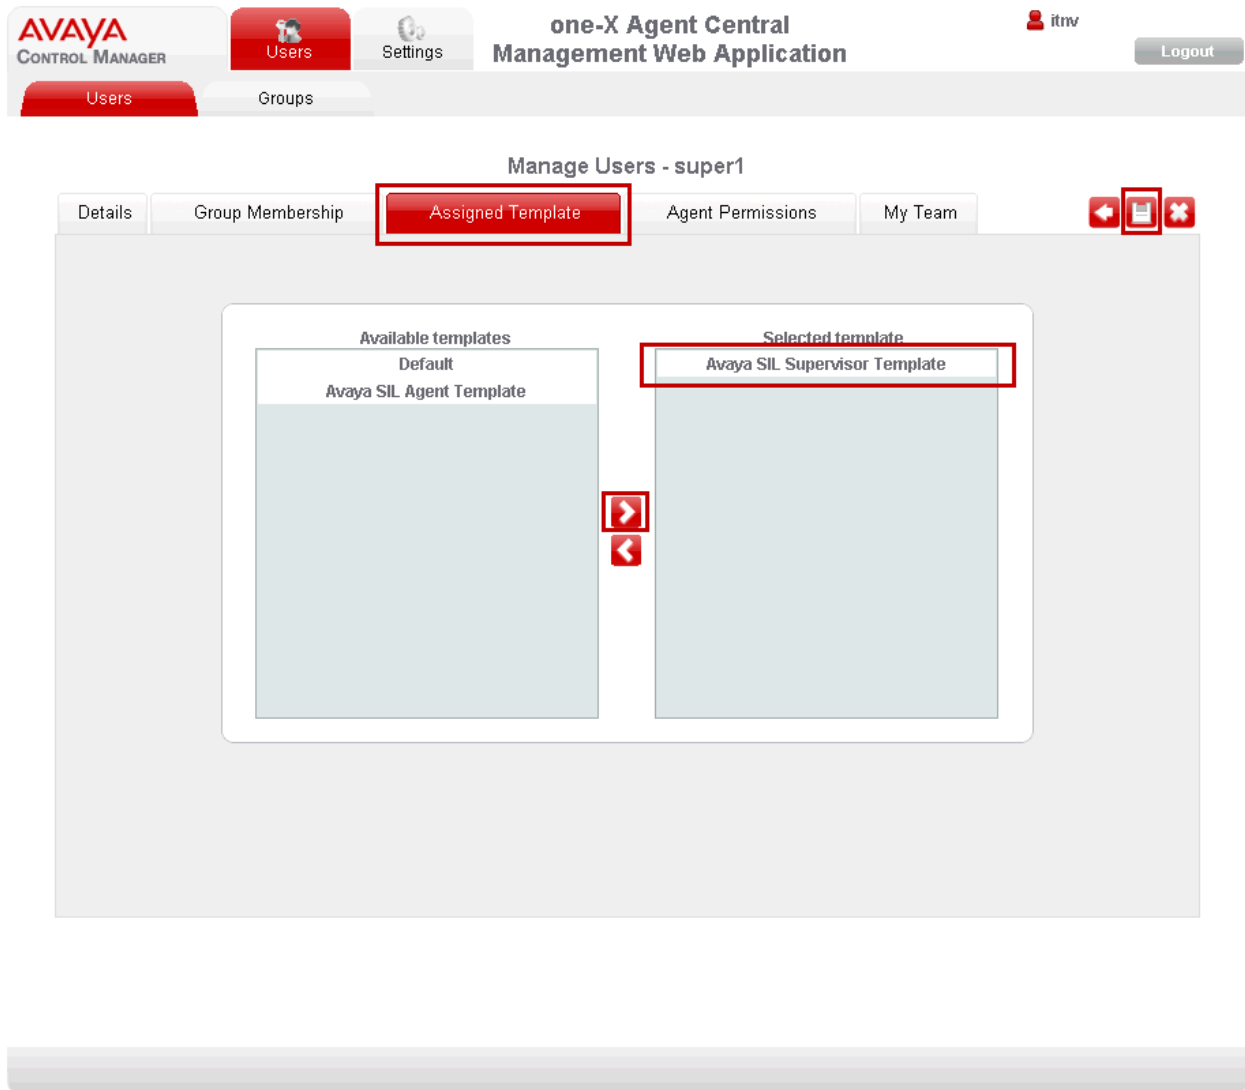 AVAYA
CONTROL MANAGER
Users
Settings
one-X Agent Central
Management Web Application
itnv
Logout
Users
Groups
Manage Users - super1
Details
Group Membership
Assigned Template
Agent Permissions
My Team
Available templates
Default
Avaya SIL Agent Template
Selected template
Avaya SIL Supervisor Template